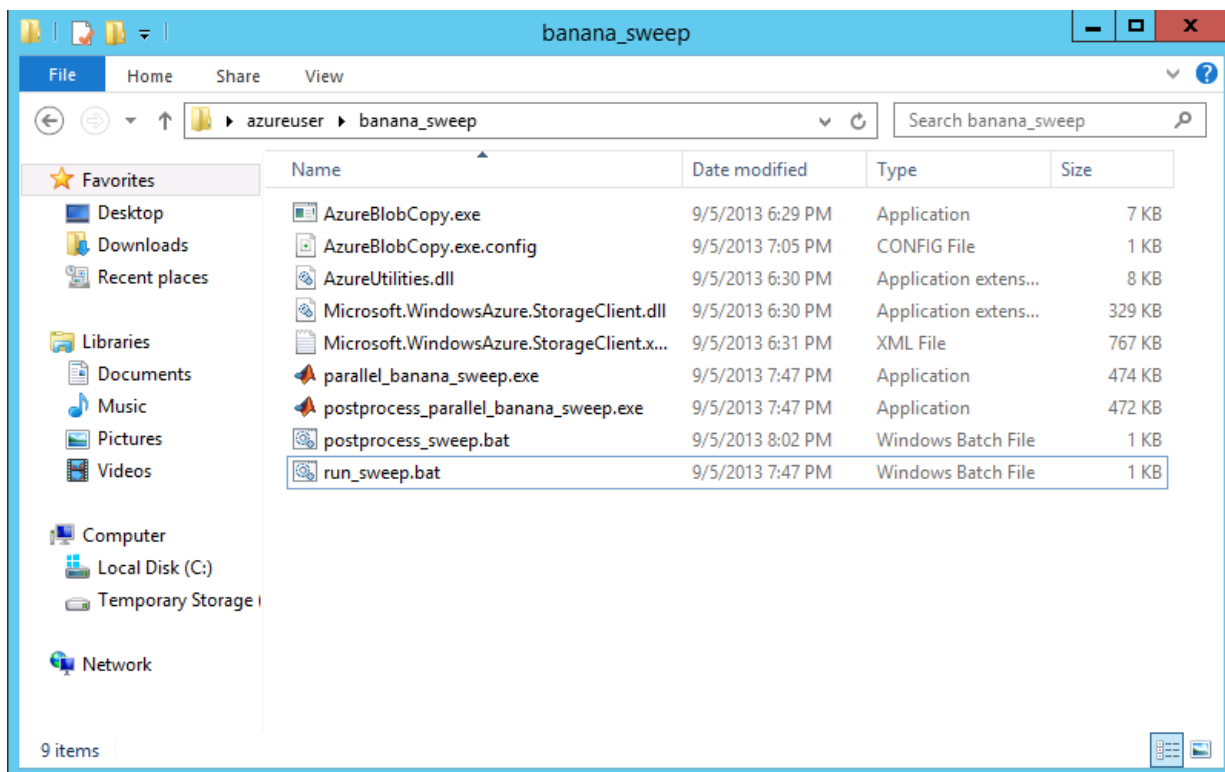 banana_sweep
File Home Share View
azureuser banana_sweep Search banana_sweep
Name Date modified Type Size
Favorites
Desktop
Downloads
Recent places
Libraries
Documents
Music
Pictures
Videos
Computer
Local Disk (C:)
Temporary Storage (
Network
AzureBlobCopy.exe 9/5/2013 6:29 PM Application 7 KB
AzureBlobCopy.exe.config 9/5/2013 7:05 PM CONFIG File 1 KB
AzureUtilities.dll 9/5/2013 6:30 PM Application extens... 8 KB
Microsoft.WindowsAzure.StorageClient.dll 9/5/2013 6:30 PM Application extens... 329 KB
Microsoft.WindowsAzure.StorageClient.x... 9/5/2013 6:31 PM XML File 767 KB
parallel_banana_sweep.exe 9/5/2013 7:47 PM Application 474 KB
postprocess_parallel_banana_sweep.exe 9/5/2013 7:47 PM Application 472 KB
postprocess_sweep.bat 9/5/2013 8:02 PM Windows Batch File 1 KB
run_sweep.bat 9/5/2013 7:47 PM Windows Batch File 1 KB
9 items